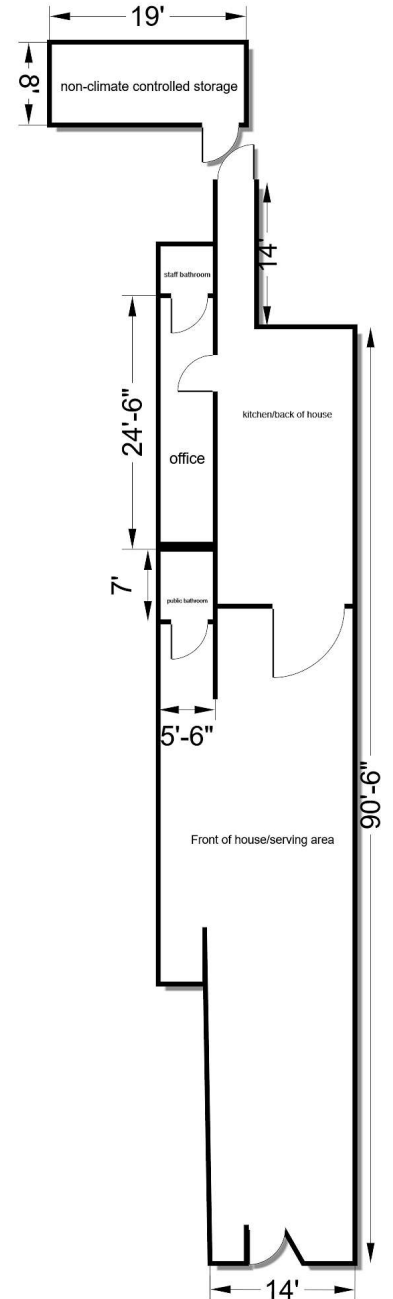 19'
8'
non-climate controlled storage
14'
staff bathroom
24'-6"
kitchen/back of house
office
7'
public bathroom
5'-6"
90'-6"
Front of house/serving area
14'